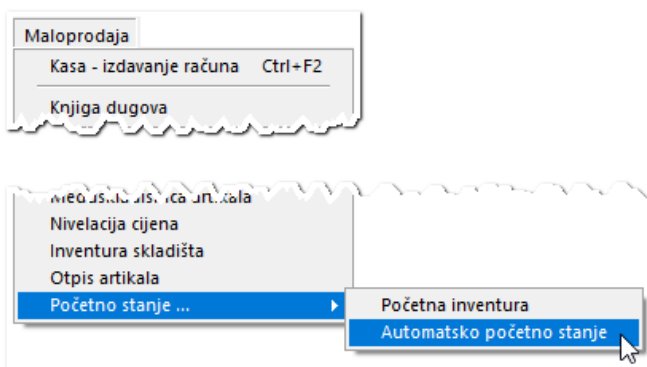 Maloprodaja
Kasa - izdavanje računa Ctrl+F2
Knjiga dugova
Nivelacija cijena
Inventura skladišta
Otpis artikala
Početno stanje ...
Početna inventura
Automatsko početno stanje